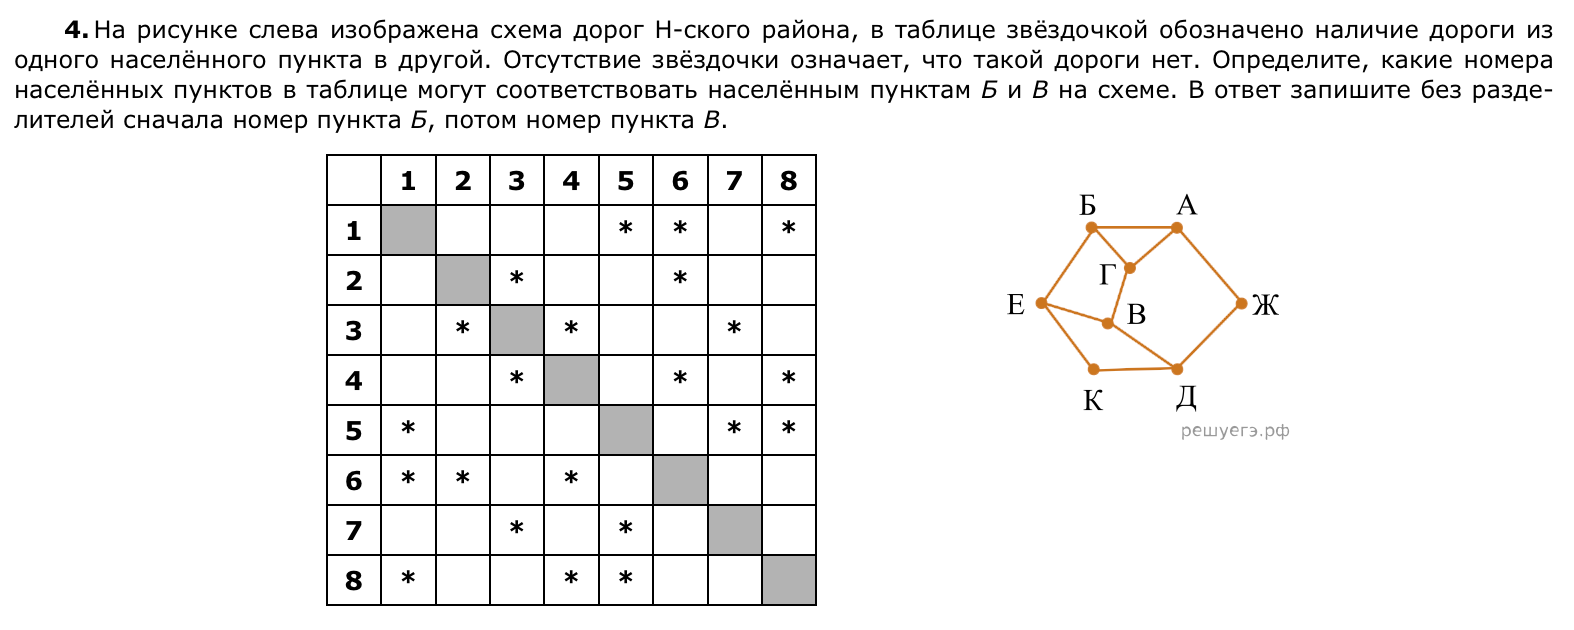 4. На рисунке слева изображена схема дорог Н-ского района, в таблице звёздочкой обозначено наличие дороги из
одного населённого пункта в другой. Отсутствие звёздочки означает, что такой дороги нет. Определите, какие номера
населённых пунктов в таблице могут соответствовать населённым пунктам Б и В на схеме. В ответ запишите без разде-
лителей сначала номер пункта Б, потом номер пункта В.
1 2 3 4 5 6 7 8
1 * * *
2 * *
3 * * *
4 * * *
5 * * *
6 * * *
7 * *
8 * * *
Б А
Г
Е В Ж
К Д
решуегэ.рф